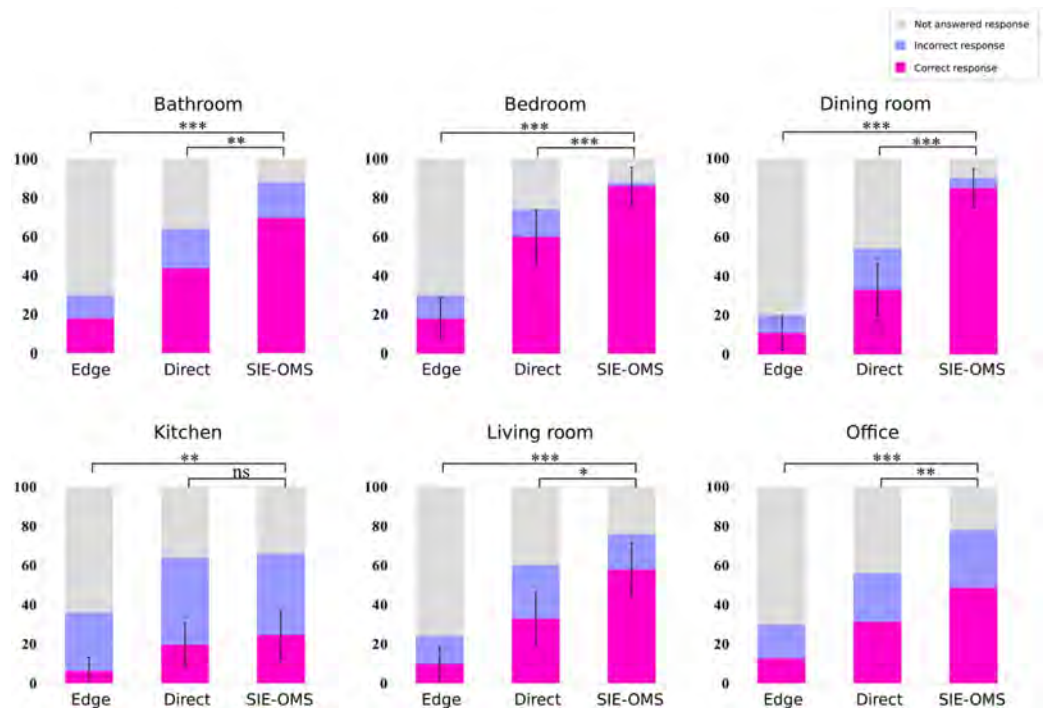 Not answered response
Incorrect response
Correct response
Bathroom
***
**
100
80
60
40
20
0
Edge Direct SIE-OMS
Bedroom
***
***
100
80
60
40
20
0
Edge Direct SIE-OMS
Dining room
***
***
100
80
60
40
20
0
Edge Direct SIE-OMS
Kitchen
**
ns
100
80
60
40
20
0
Edge Direct SIE-OMS
Living room
***
*
100
80
60
40
20
0
Edge Direct SIE-OMS
Office
***
**
100
80
60
40
20
0
Edge Direct SIE-OMS